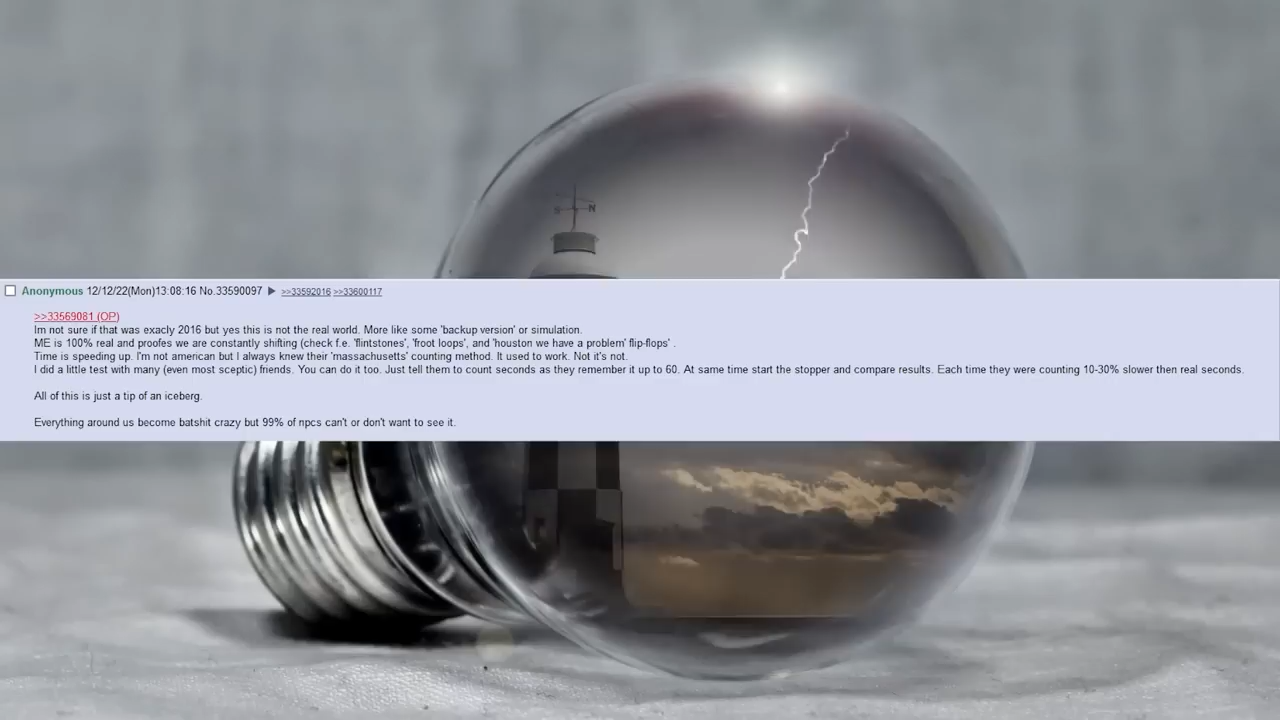 Anonymous 12/12/22(Mon)13:08:16 No.33590097 ▶ >>33592016 >>33600117
>>33569081 (OP)
Im not sure if that was exacly 2016 but yes this is not the real world. More like some 'backup version' or simulation.
ME is 100% real and proofes we are constantly shifting (check f.e. 'flintstones', 'froot loops', and 'houston we have a problem' flip-flops' .
Time is speeding up. I'm not american but I always knew their 'massachusetts' counting method. It used to work. Not it's not.
I did a little test with many (even most sceptic) friends. You can do it too. Just tell them to count seconds as they remember it up to 60. At same time start the stopper and compare results. Each time they were counting 10-30% slower then real seconds.
All of this is just a tip of an iceberg.
Everything around us become batshit crazy but 99% of npcs can't or don't want to see it.
S N